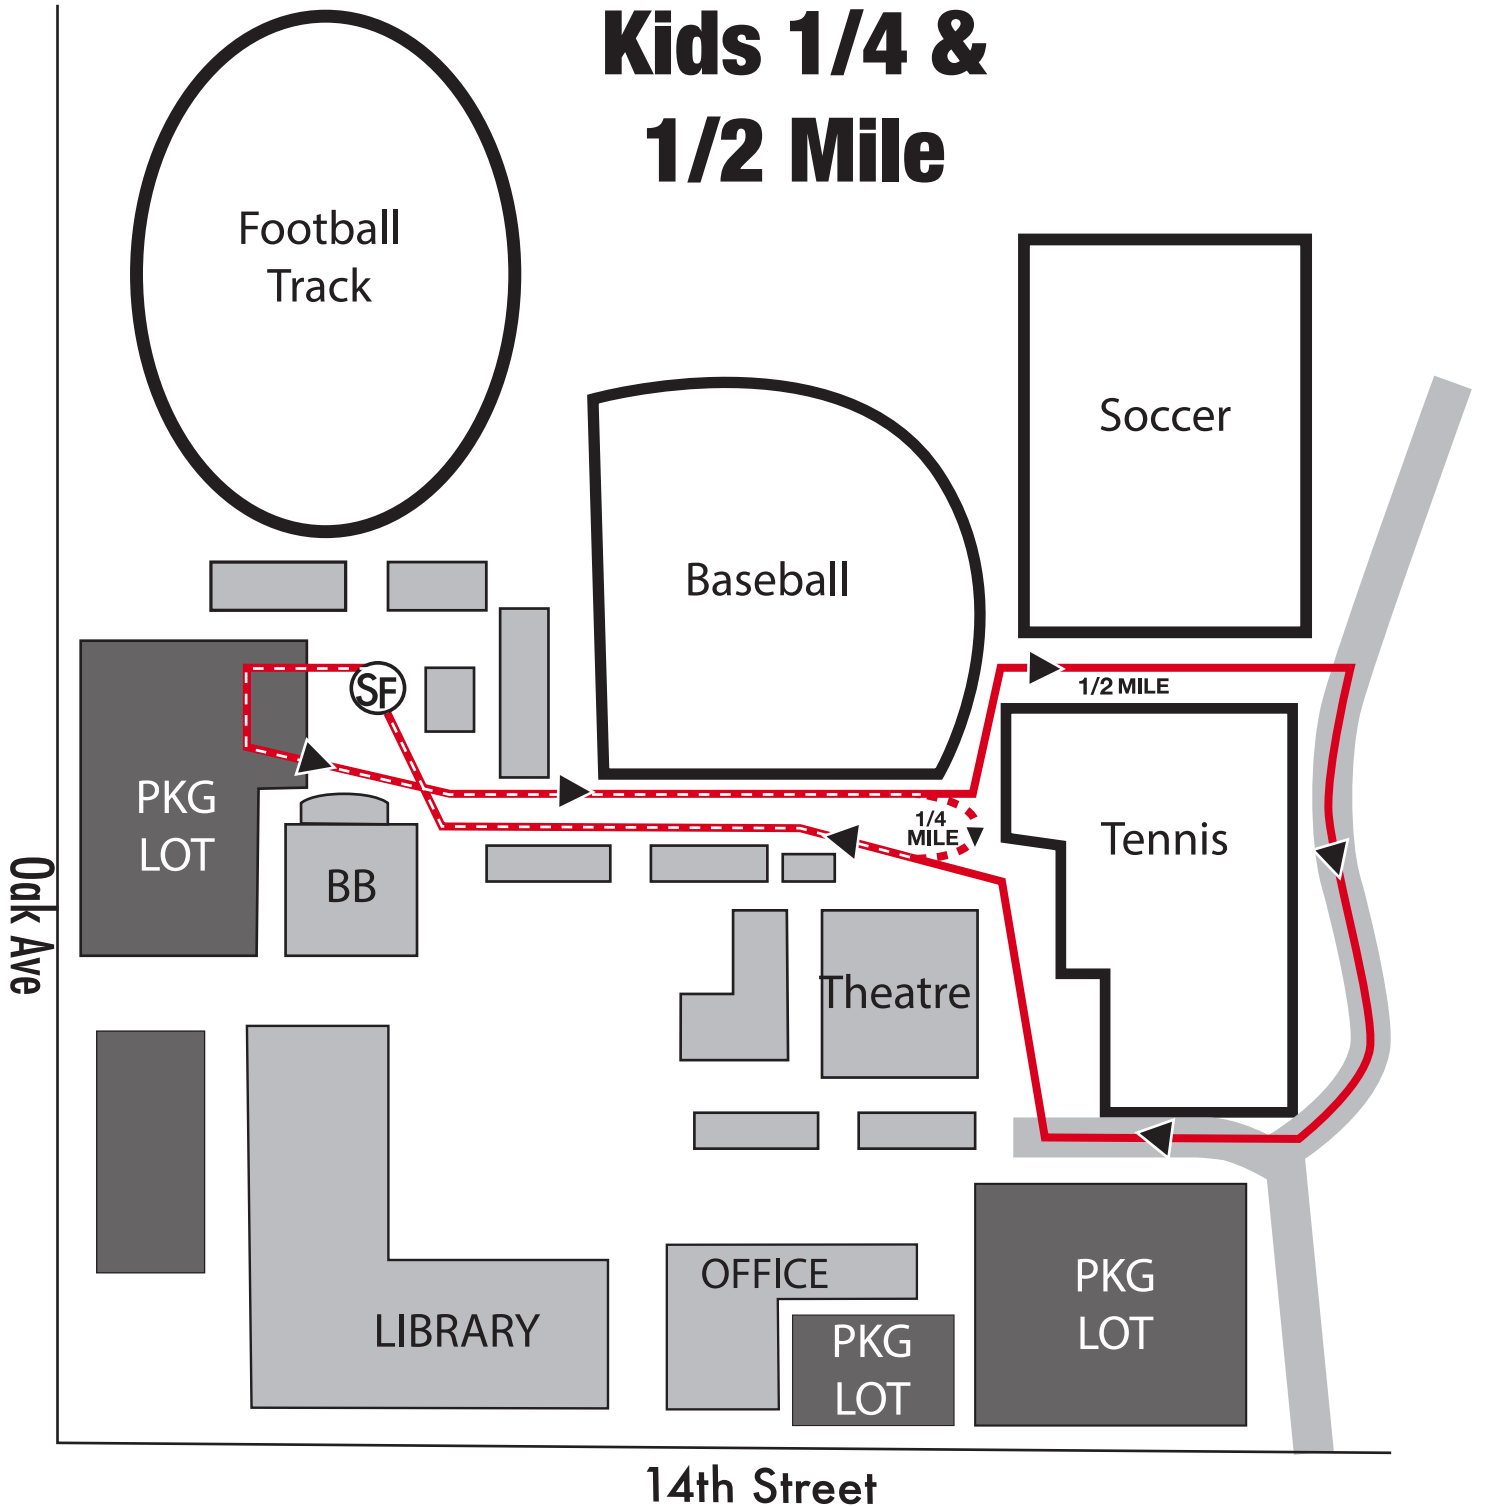 Kids 1/4 &
1/2 Mile
Football
Track
Soccer
Baseball
SF
1/2 MILE
PKG
LOT
1/4
MILE
Tennis
BB
Oak Ave
Theatre
OFFICE
LIBRARY
PKG
LOT
PKG
LOT
14th Street